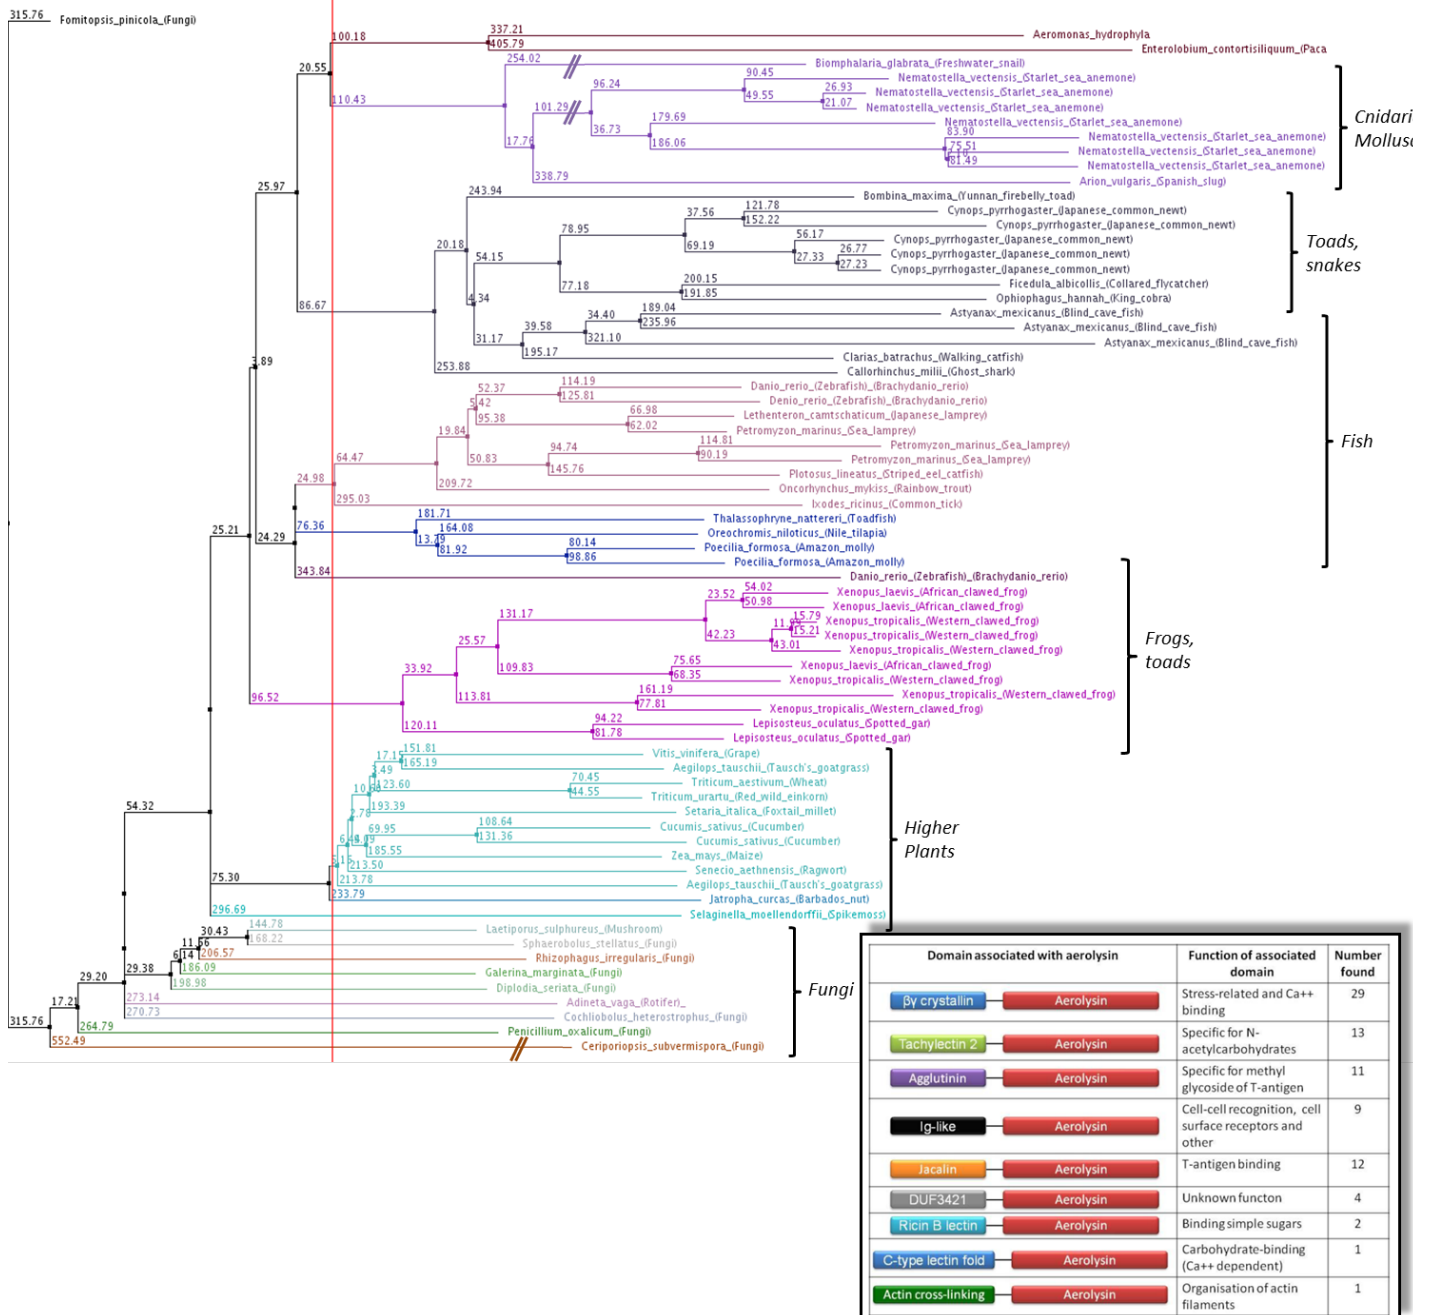 315.76
Fomitopsis_pinicola_(Fungi)
337.21
Aeromonas_hydrophyla
100.18
405.79
Enterolobium_contortisiliquum_(Paca
254.02
Biomphalaria_glabrata_(Freshwater_snail)
20.55
90.45
Nematostella_vectensis_(Starlet_sea_anemone)
96.24
26.93
Nematostella_vectensis_(Starlet_sea_anemone)
49.55
21.07
110.43
101.29
Nematostella_vectensis_(Starlet_sea_anemone)
179.69
Nematostella_vectensis_(Starlet_sea_anemone)
36.73
83.90
Nematostella_vectensis_(Starlet_sea_anemone)
17.76
186.06
75.51
Nematostella_vectensis_(Starlet_sea_anemone)
81.49
Nematostella_vectensis_(Starlet_sea_anemone)
338.79
Arion_vulgaris_(Spanish_slug)
Cnidari
Mollusc
25.97
243.94
Bombina_maxima_(Yunnan_firebelly_toad)
121.78
Cynops_pyrrhogaster_(Japanese_common_newt)
37.56
152.22
Cynops_pyrrhogaster_(Japanese_common_newt)
78.95
56.17
Cynops_pyrrhogaster_(Japanese_common_newt)
20.18
69.19
26.77
27.33
Cynops_pyrrhogaster_(Japanese_common_newt)
54.15
27.23
Cynops_pyrrhogaster_(Japanese_common_newt)
200.15
Ficedula_albicollis_(Collared_flycatcher)
77.18
191.85
Ophiophagus_hannah_(King_cobra)
4.34
Toads,
snakes
86.67
189.04
Astyanax_mexicanus_(Blind_cave_fish)
34.40
235.96
Astyanax_mexicanus_(Blind_cave_fish)
39.58
321.10
Astyanax_mexicanus_(Blind_cave_fish)
31.17
195.17
Clarias_batrachus_(Walking_catfish)
3.89
253.88
Callorhinchus_milii_(Ghost_shark)
114.19
Danio_rerio_(Zebrafish)_(Brachydanio_rerio)
52.37
125.81
Denio_rerio_(Zebrafish)_(Brachydanio_rerio)
5.42
66.98
Lethenteron_camtschaticum_(Japanese_lamprey)
95.38
62.02
Petromyzon_marinus_(Sea_lamprey)
19.84
114.81
Petromyzon_marinus_(Sea_lamprey)
94.74
90.19
Petromyzon_marinus_(Sea_lamprey)
50.83
145.76
Plotosus_lineatus_(Striped_eel_catfish)
64.47
209.72
Oncorhynchus_mykiss_(Rainbow_trout)
24.98
295.03
Ixodes_ricinus_(Common_tick)
Fish
181.71
Thalassophryne_nattereri_(Toadfish)
76.36
164.08
Oreochromis_niloticus_(Nile_tilapia)
25.21
24.29
80.14
Poecilia_formosa_(Amazon_molly)
81.92
98.86
Poecilia_formosa_(Amazon_molly)
343.84
Danio_rerio_(Zebrafish)_(Brachydanio_rerio)
54.02
Xenopus_laevis_(African_clawed_frog)
23.52
50.98
Xenopus_laevis_(African_clawed_frog)
131.17
15.79
Xenopus_tropicalis_(Western_clawed_frog)
15.21
Xenopus_tropicalis_(Western_clawed_frog)
42.23
43.01
Xenopus_tropicalis_(Western_clawed_frog)
25.57
75.65
Xenopus_laevis_(African_clawed_frog)
109.83
68.35
Xenopus_tropicalis_(Western_clawed_frog)
33.92
161.19
Xenopus_tropicalis_(Western_clawed_frog)
113.81
77.81
Xenopus_tropicalis_(Western_clawed_frog)
96.52
94.22
Lepisosteus_oculatus_(Spotted_gar)
120.11
81.78
Lepisosteus_oculatus_(Spotted_gar)
Frogs,
toads
151.81
Vitis_vinifera_(Grape)
165.19
Aegilops_tauschii_(Tausch's_goatgrass)
3.49
70.45
Triticum_aestivum_(Wheat)
123.60
44.55
Triticum_urartu_(Red_wild_einkorn)
54.32
193.39
Setaria_italica_(Foxtail_millet)
2.78
108.64
Cucumis_sativus_(Cucumber)
69.95
131.36
Cucumis_sativus_(Cucumber)
185.55
Zea_mays_(Maize)
213.50
Senecio_aethnensis_(Ragwort)
75.30
213.78
Aegilops_tauschii_(Tausch's_goatgrass)
233.79
Jatropha_curcas_(Barbados_nut)
296.69
Selaginella_moellendorffii_(Spikemoss)
Higher
Plants
144.78
Laetiporus_sulphureus_(Mushroom)
30.43
168.22
Sphaerobolus_stellatus_(Fungi)
11.56
206.57
Rhizophagus_irregularis_(Fungi)
6.14
186.09
Galerina_marginata_(Fungi)
29.38
198.98
Diplodia_seriata_(Fungi)
29.20
273.14
Adineta_vaga_(Rotifer)_
270.73
Cochliobolus_heterostrophus_(Fungi)
17.21
264.79
Penicillium_oxalicum_(Fungi)
315.76
552.49
Ceriporiopsis_subvermispora_(Fungi)
Fungi
Domain associated with aerolysin
Function of associated
domain
Number
found
βγ crystallin
Aerolysin
Stress-related and Ca++
binding
29
Tachylectin 2
Aerolysin
Specific for N-
acetylcarbohydrates
13
Agglutinin
Aerolysin
Specific for methyl
glycoside of T-antigen
11
Ig-like
Aerolysin
Cell-cell recognition, cell
surface receptors and
other
9
Jacalin
Aerolysin
T-antigen binding
12
DUF3421
Aerolysin
Unknown functon
4
Ricin B lectin
Aerolysin
Binding simple sugars
2
C-type lectin fold
Aerolysin
Carbohydrate-binding
(Ca++ dependent)
1
Actin cross-linking
Aerolysin
Organisation of actin
filaments
1